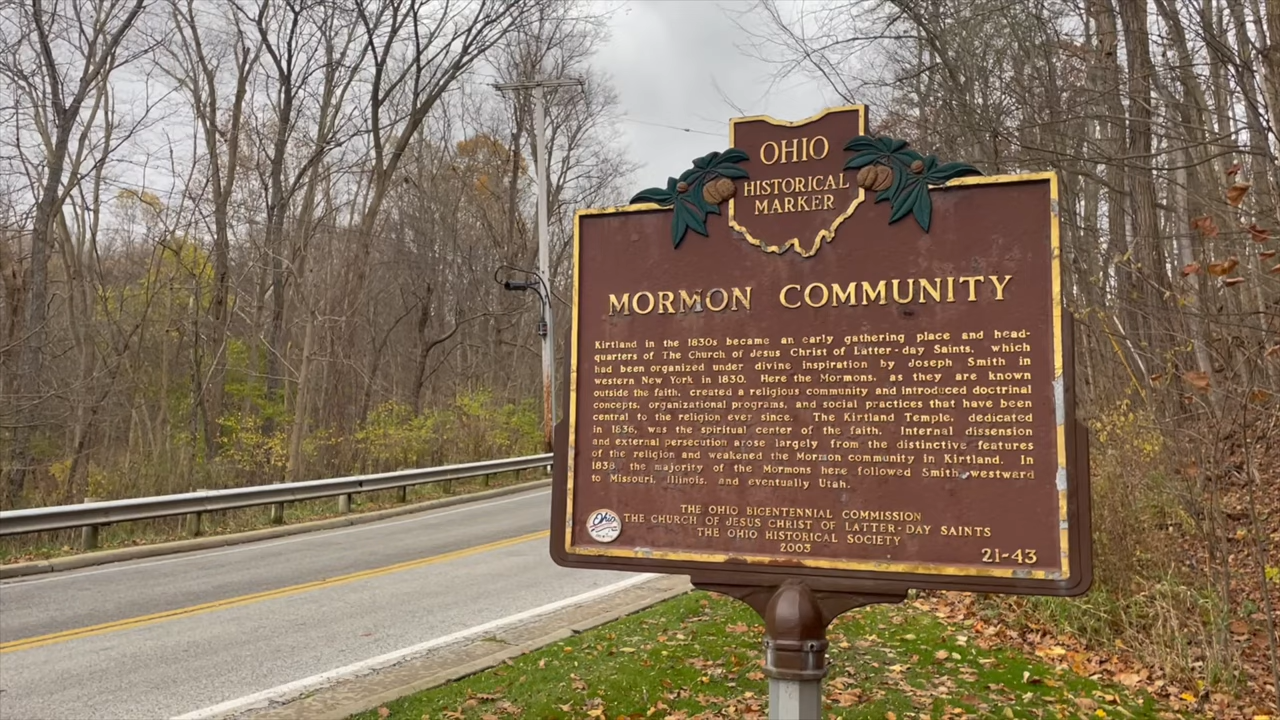 OHIO
HISTORICAL
MARKER
MORMON COMMUNITY
Kirtland in the 1830s became an early gathering place and head-
quarters of The Church of Jesus Christ of Latter-day Saints, which
had been organized under divine inspiration by Joseph Smith in
western New York in 1830. Here the Mormons, as they are known
outside the faith, created a religious community and introduced doctrinal
concepts, organizational programs, and social practices that have been
central to the religion ever since. The Kirtland Temple, dedicated
in 1836, was the spiritual center of the faith. Internal dissension
and external persecution arose largely from the distinctive features
of the religion and weakened the Mormon community in Kirtland. In
1838 the majority of the Mormons here followed Smith westward
to Missouri, Illinois, and eventually Utah.
THE OHIO BICENTENNIAL COMMISSION
THE CHURCH OF JESUS CHRIST OF LATTER-DAY SAINTS
THE OHIO HISTORICAL SOCIETY
2003
Ohio
21-43